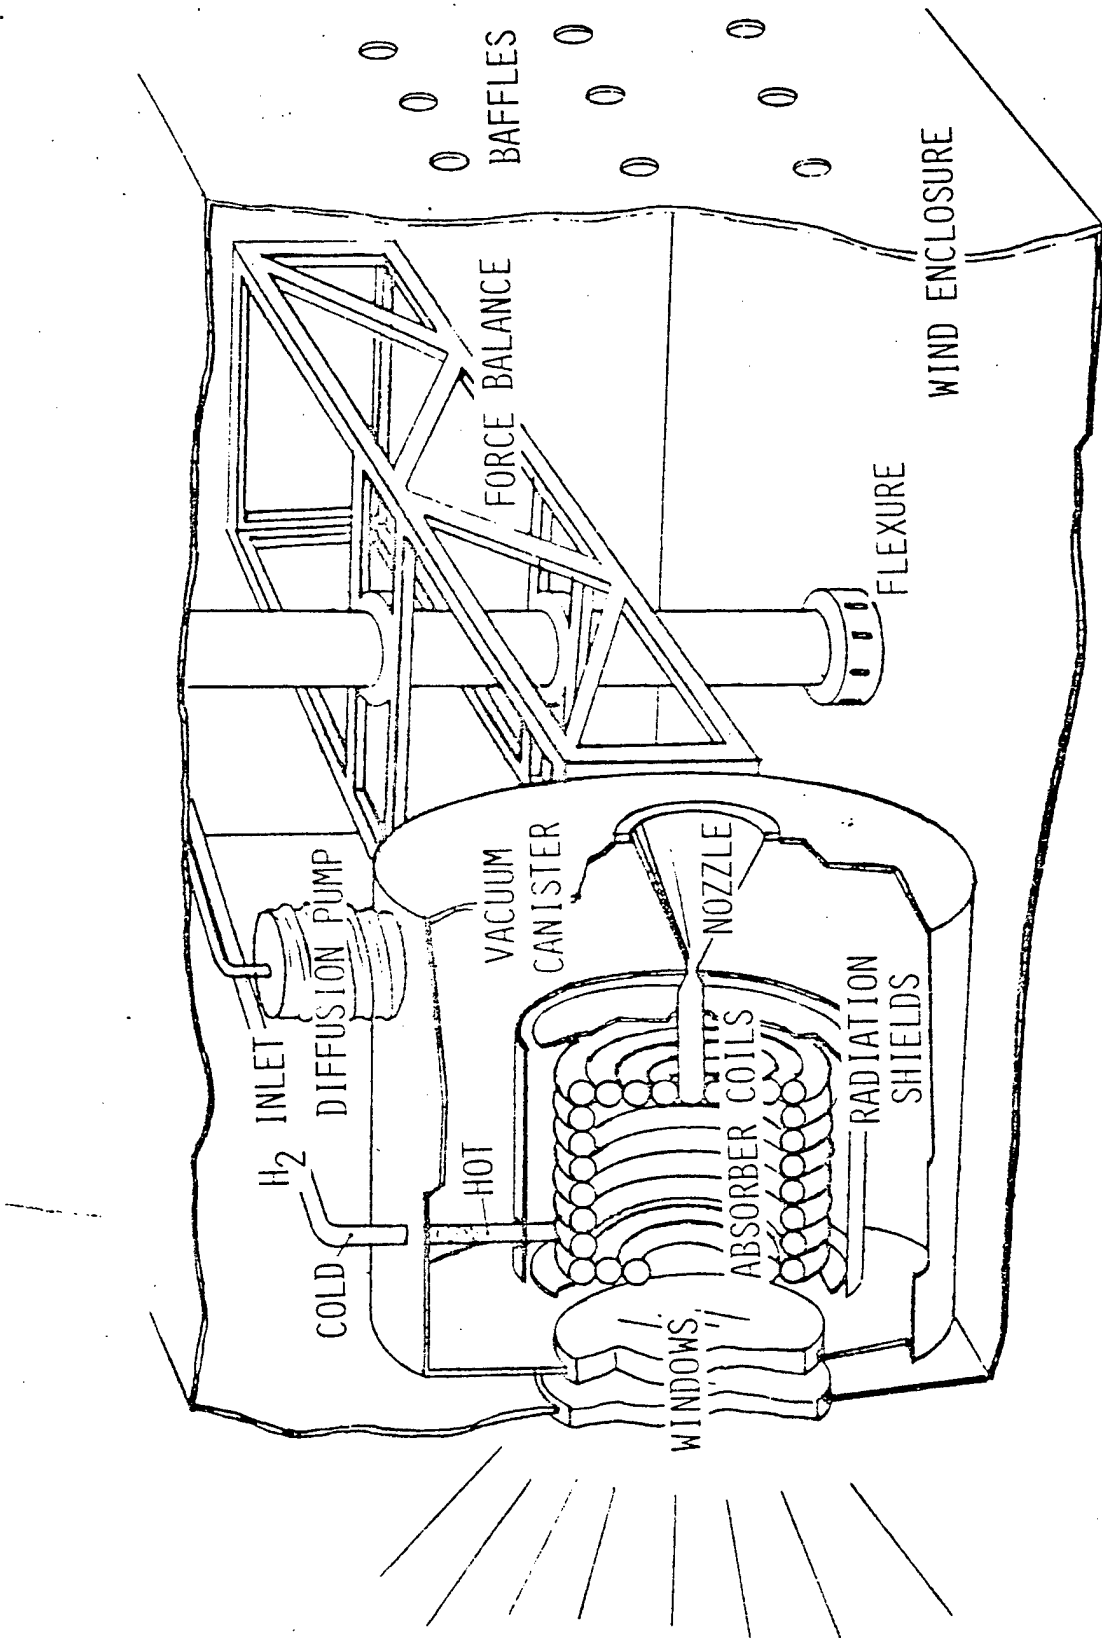 WINDOWS
COLD
H2 INLET
DIFFUSION PUMP
HOT
ABSORBER COILS
RADIATION
SHIELDS
VACUUM
CANISTER
NOZZLE
FORCE BALANCE
FLEXURE
WIND ENCLOSURE
BAFFLES